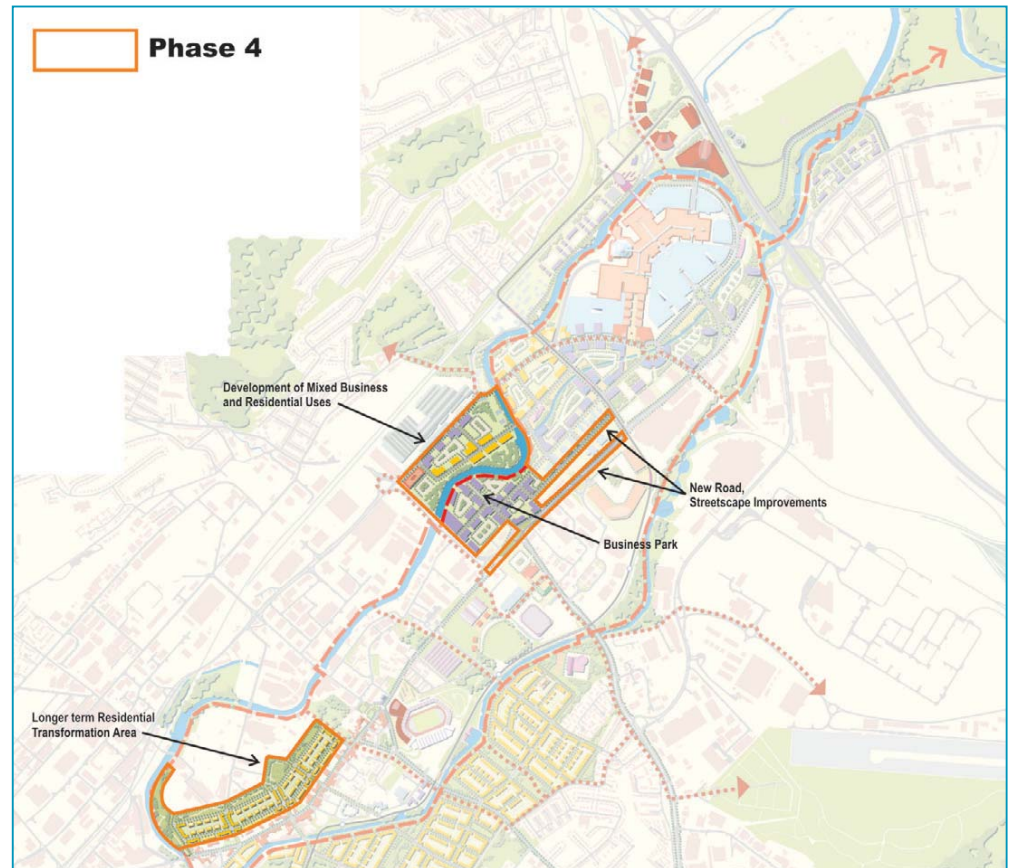 Phase 4
Development of Mixed Business
and Residential Uses
New Road,
Streetscape Improvements
Business Park
Longer term Residential
Transformation Area